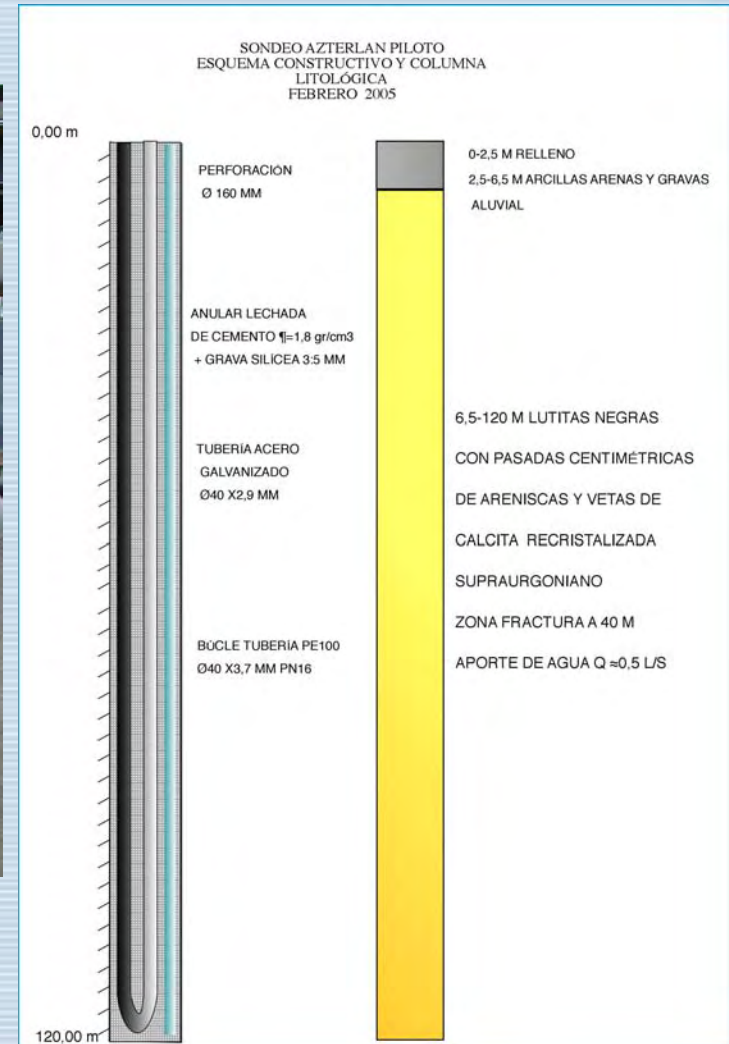 SONDEO AZTERLAN PILOTO
ESQUEMA CONSTRUCTIVO Y COLUMNA
LITOLÓGICA
FEBRERO 2005
0,00 m
PERFORACIÓN
Ø 160 MM
ANULAR LECHADA
DE CEMENTO ¶=1,8 gr/cm3
+ GRAVA SILÍCEA 3:5 MM
TUBERÍA ACERO
GALVANIZADO
Ø40 X2,9 MM
BÚCLE TUBERÍA PE100
Ø40 X3,7 MM PN16
120,00 m
0-2,5 M RELLENO
2,5-6,5 M ARCILLAS ARENAS Y GRAVAS
ALUVIAL
6,5-120 M LUTITAS NEGRAS
CON PASADAS CENTIMÉTRICAS
DE ARENISCAS Y VETAS DE
CALCITA RECRISTALIZADA
SUPRAURGONIANO
ZONA FRACTURA A 40 M
APORTE DE AGUA Q ≈0,5 L/S